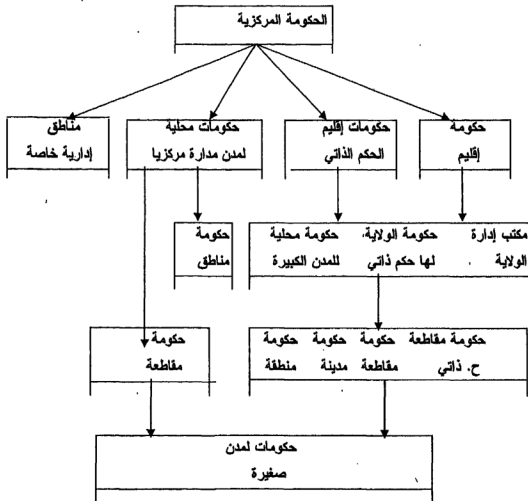 الحكومة المركزية
حكومة إقليم
حكومات إقليم الحكم الذاتي
حكومات محلية لمدن مدارة مركزيا
مناطق إدارية خاصة
مكتب إدارة الولاية
حكومة الولاية، لها حكم ذاتي
حكومة محلية للمدن الكبيرة
حكومة مناطق
حكومة مقاطعة ح. ذاتي
حكومة مقاطعة
حكومة مدينة
حكومة منطقة
حكومة مقاطعة
حكومات لمدن صغيرة